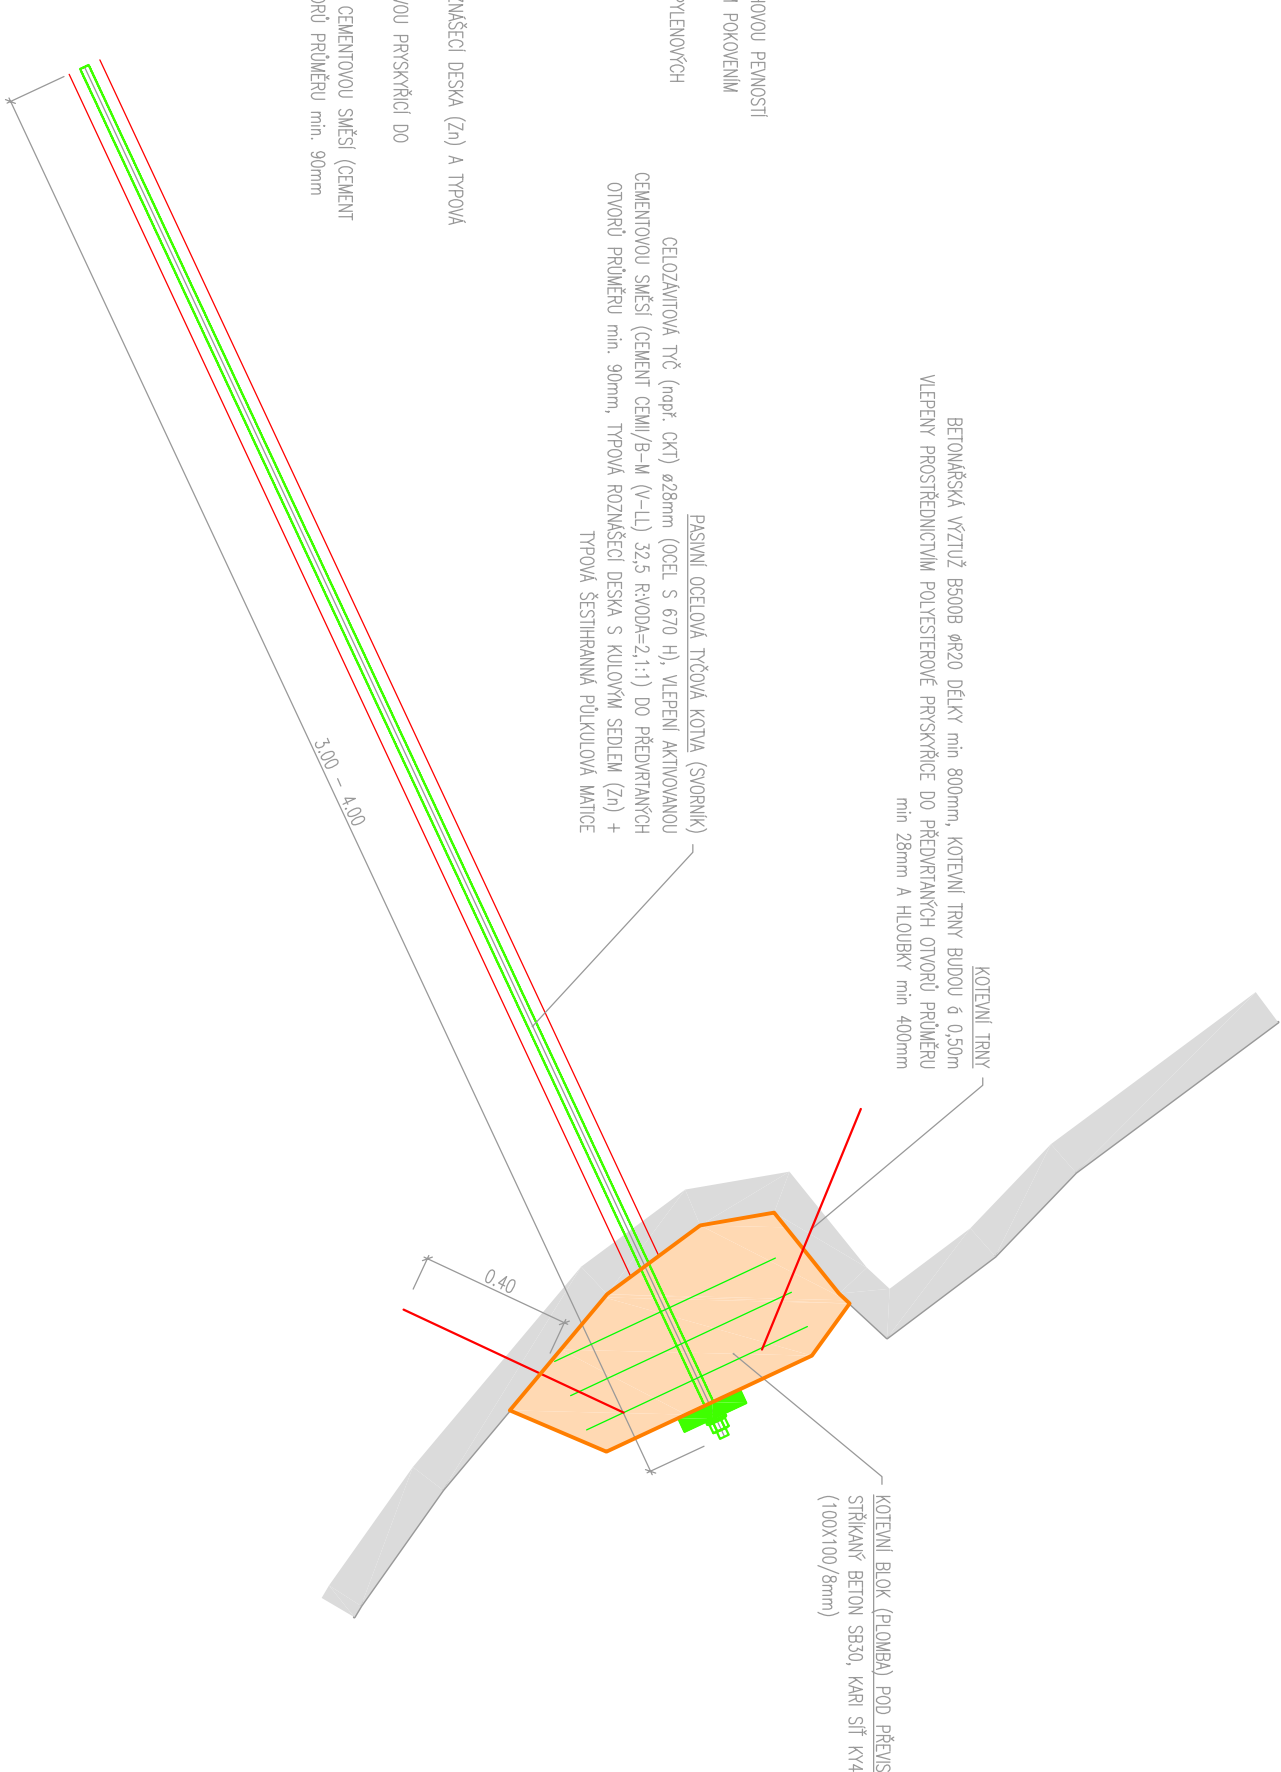 KOTEVNÍ TRNY
BETONÁŘSKÁ VÝZTUŽ B500B øR20 DÉLKY min 800mm, KOTEVNÍ TRNY BUDOU á 0,50m
VLEPENY PROSTŘEDNICTVÍM POLYESTEROVÉ PRYSKYŘICE DO PŘEDVRTANÝCH OTVORŮ PRŮMĚRU
min 28mm A HLOUBKY min 400mm
KOTEVNÍ BLOK (PLOMBA) POD PŘEVIS
STŘÍKANÝ BETON SB30, KARI SÍŤ KY4
(100X100/8mm)
PASIVNÍ OCELOVÁ TYČOVÁ KOTVA (SVORNÍK)
CELOZÁVITOVÁ TYČ (např. CKT) ø28mm (OCEL S 670 H), VLEPENÍ AKTIVOVANOU
CEMENTOVOU SMĚSÍ (CEMENT CEMII/B-M (V-LL) 32,5 R:VODA=2,1:1) DO PŘEDVRTANÝCH
OTVORŮ PRŮMĚRU min. 90mm, TYPOVÁ ROZNÁŠECÍ DESKA S KULOVÝM SEDLEM (Zn) +
TYPOVÁ ŠESTIHRANNÁ PŮLKULOVÁ MATICE
HOVOU PEVNOSTÍ
M POKOVENÍM
PYLENOVÝCH
ZNÁŠECÍ DESKA (Zn) A TYPOVÁ
VOU PRYSKYŘICÍ DO
CEMENTOVOU SMĚSÍ (CEMENT
ORŮ PRŮMĚRU min. 90mm
0.40
3.00 - 4.00